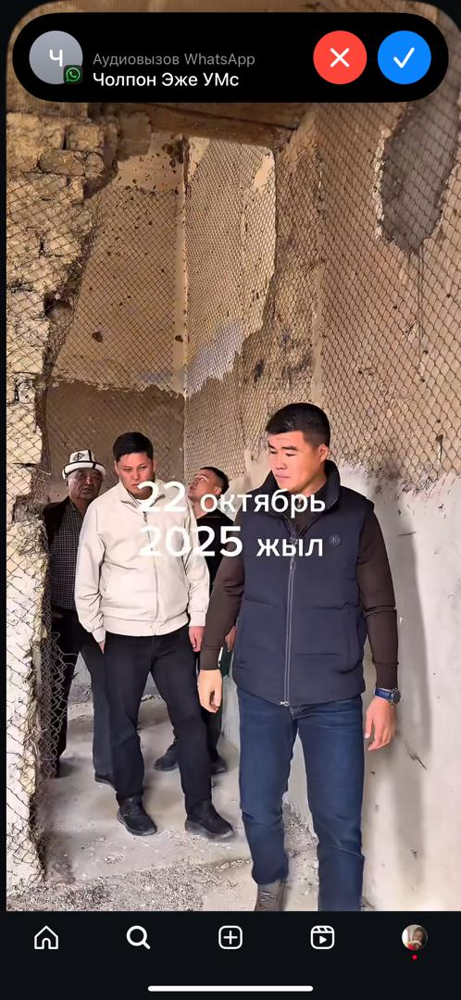 Ч
Аудиовызов WhatsApp
Чолпон Эже УМс
22 октябрь
2025 жыл